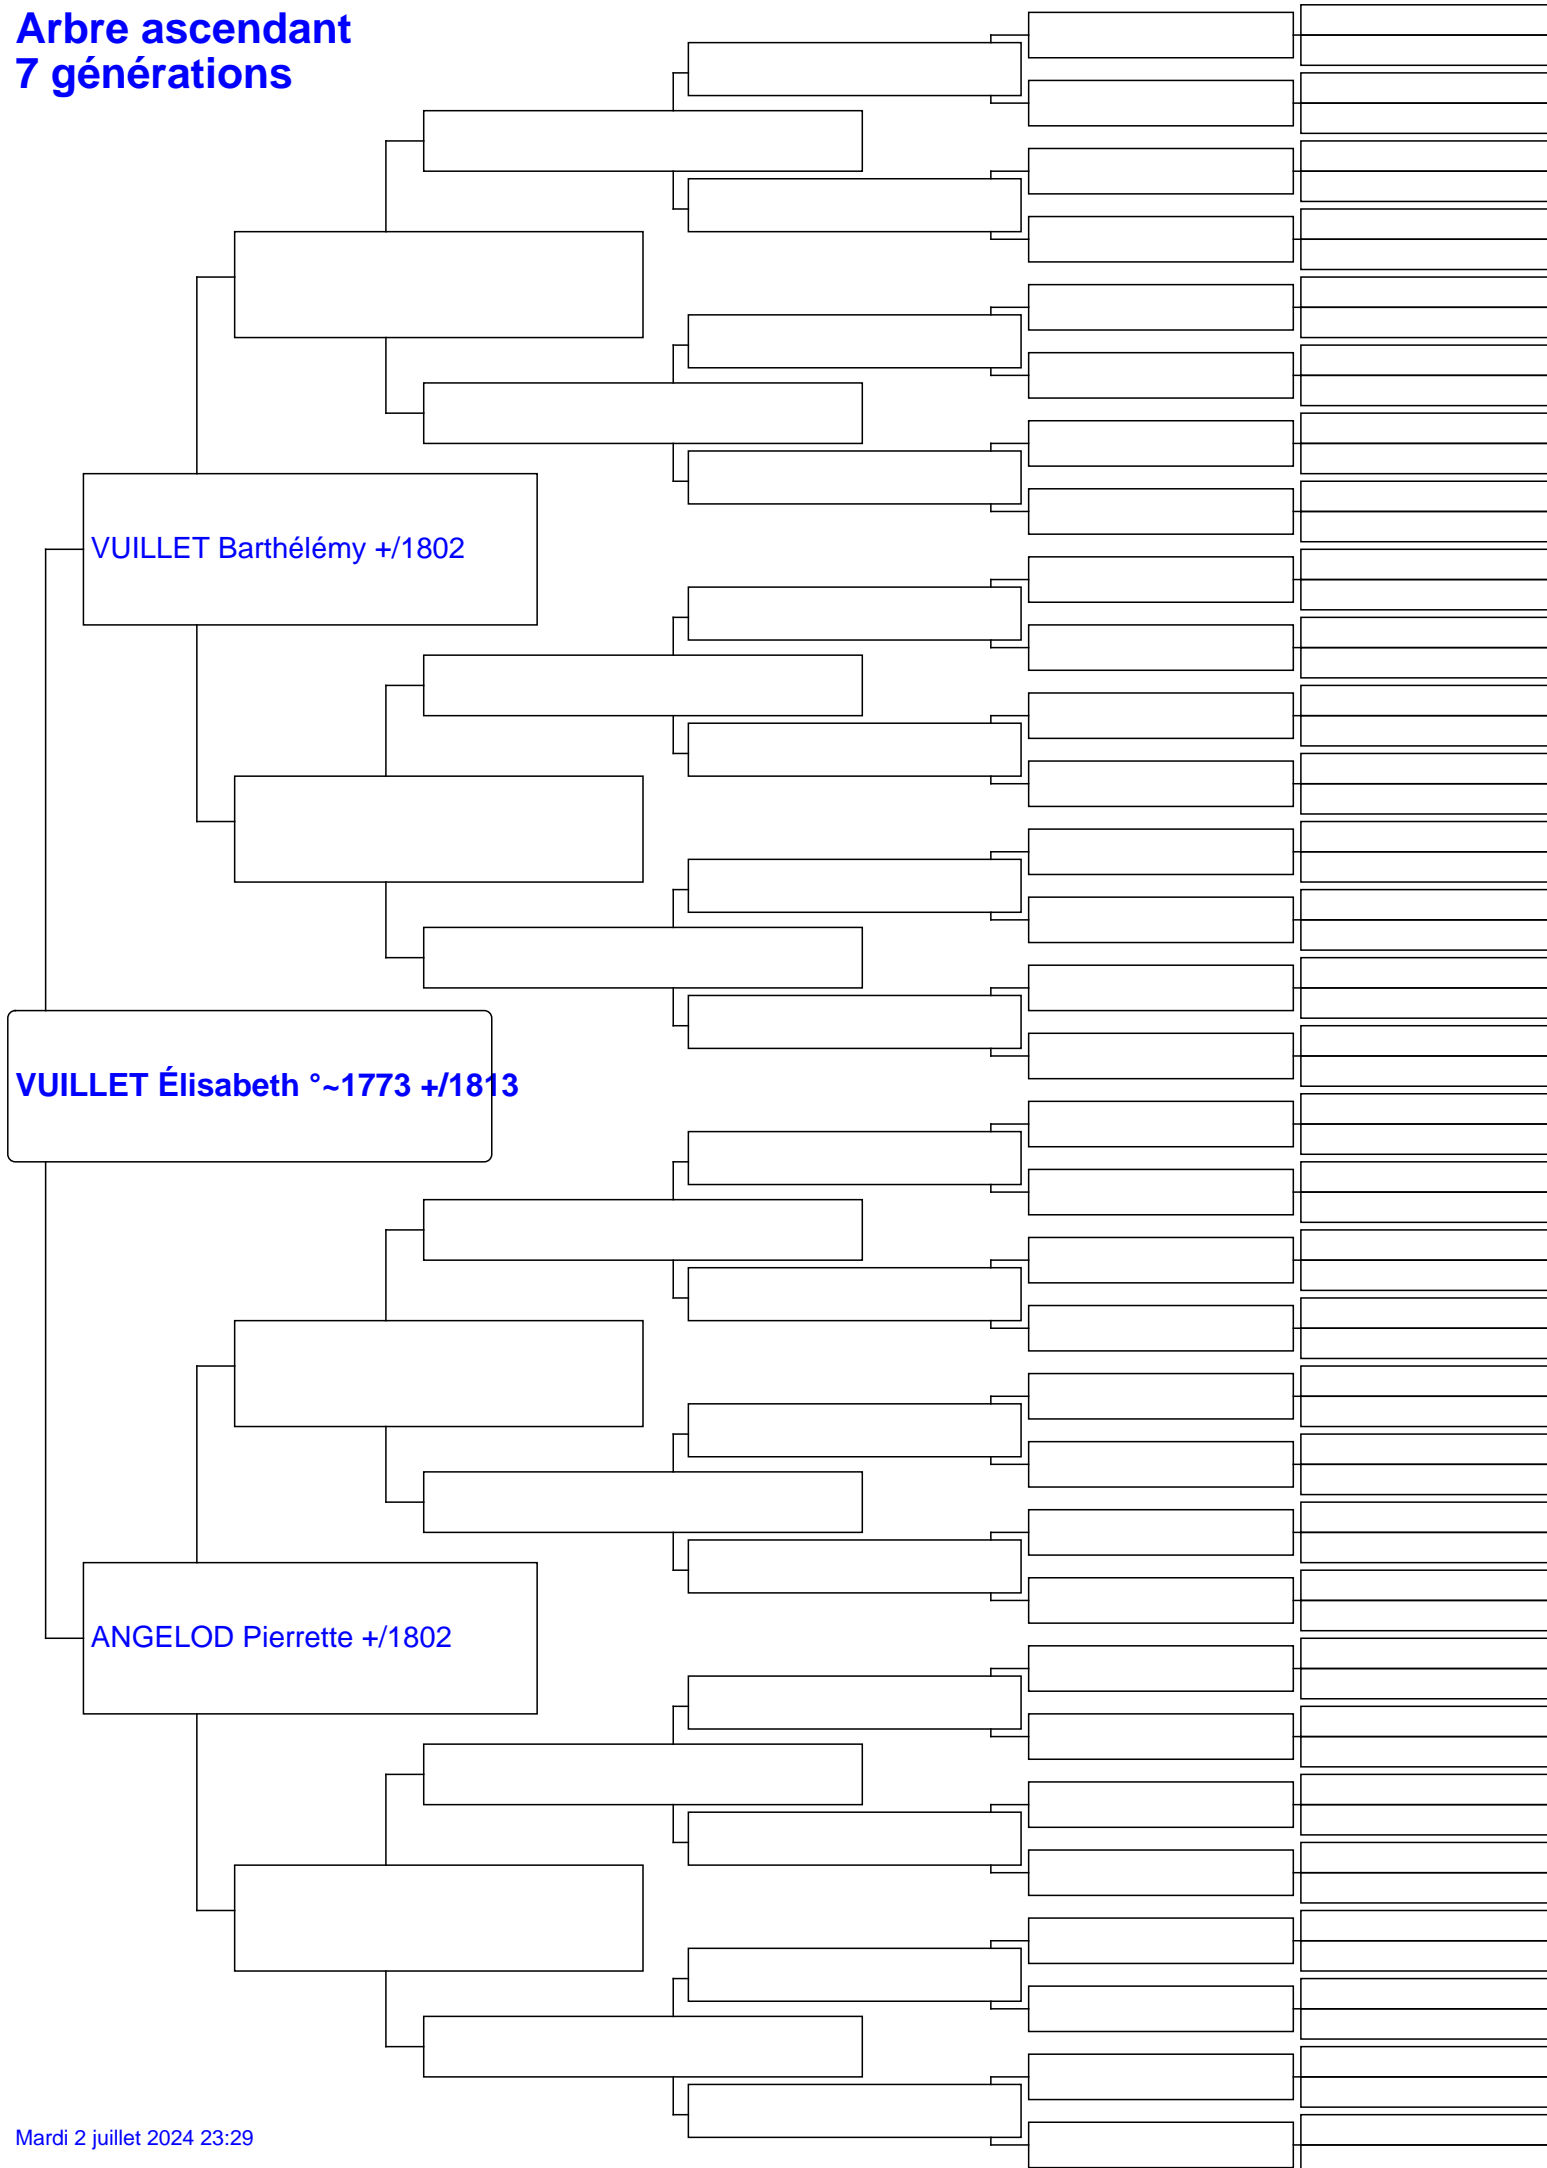 Arbre ascendant
7 générations
VUILLET Barthélémy +/1802
VUILLET Élisabeth °~1773 +/1813
ANGELOD Pierrette +/1802
Mardi 2 juillet 2024 23:29